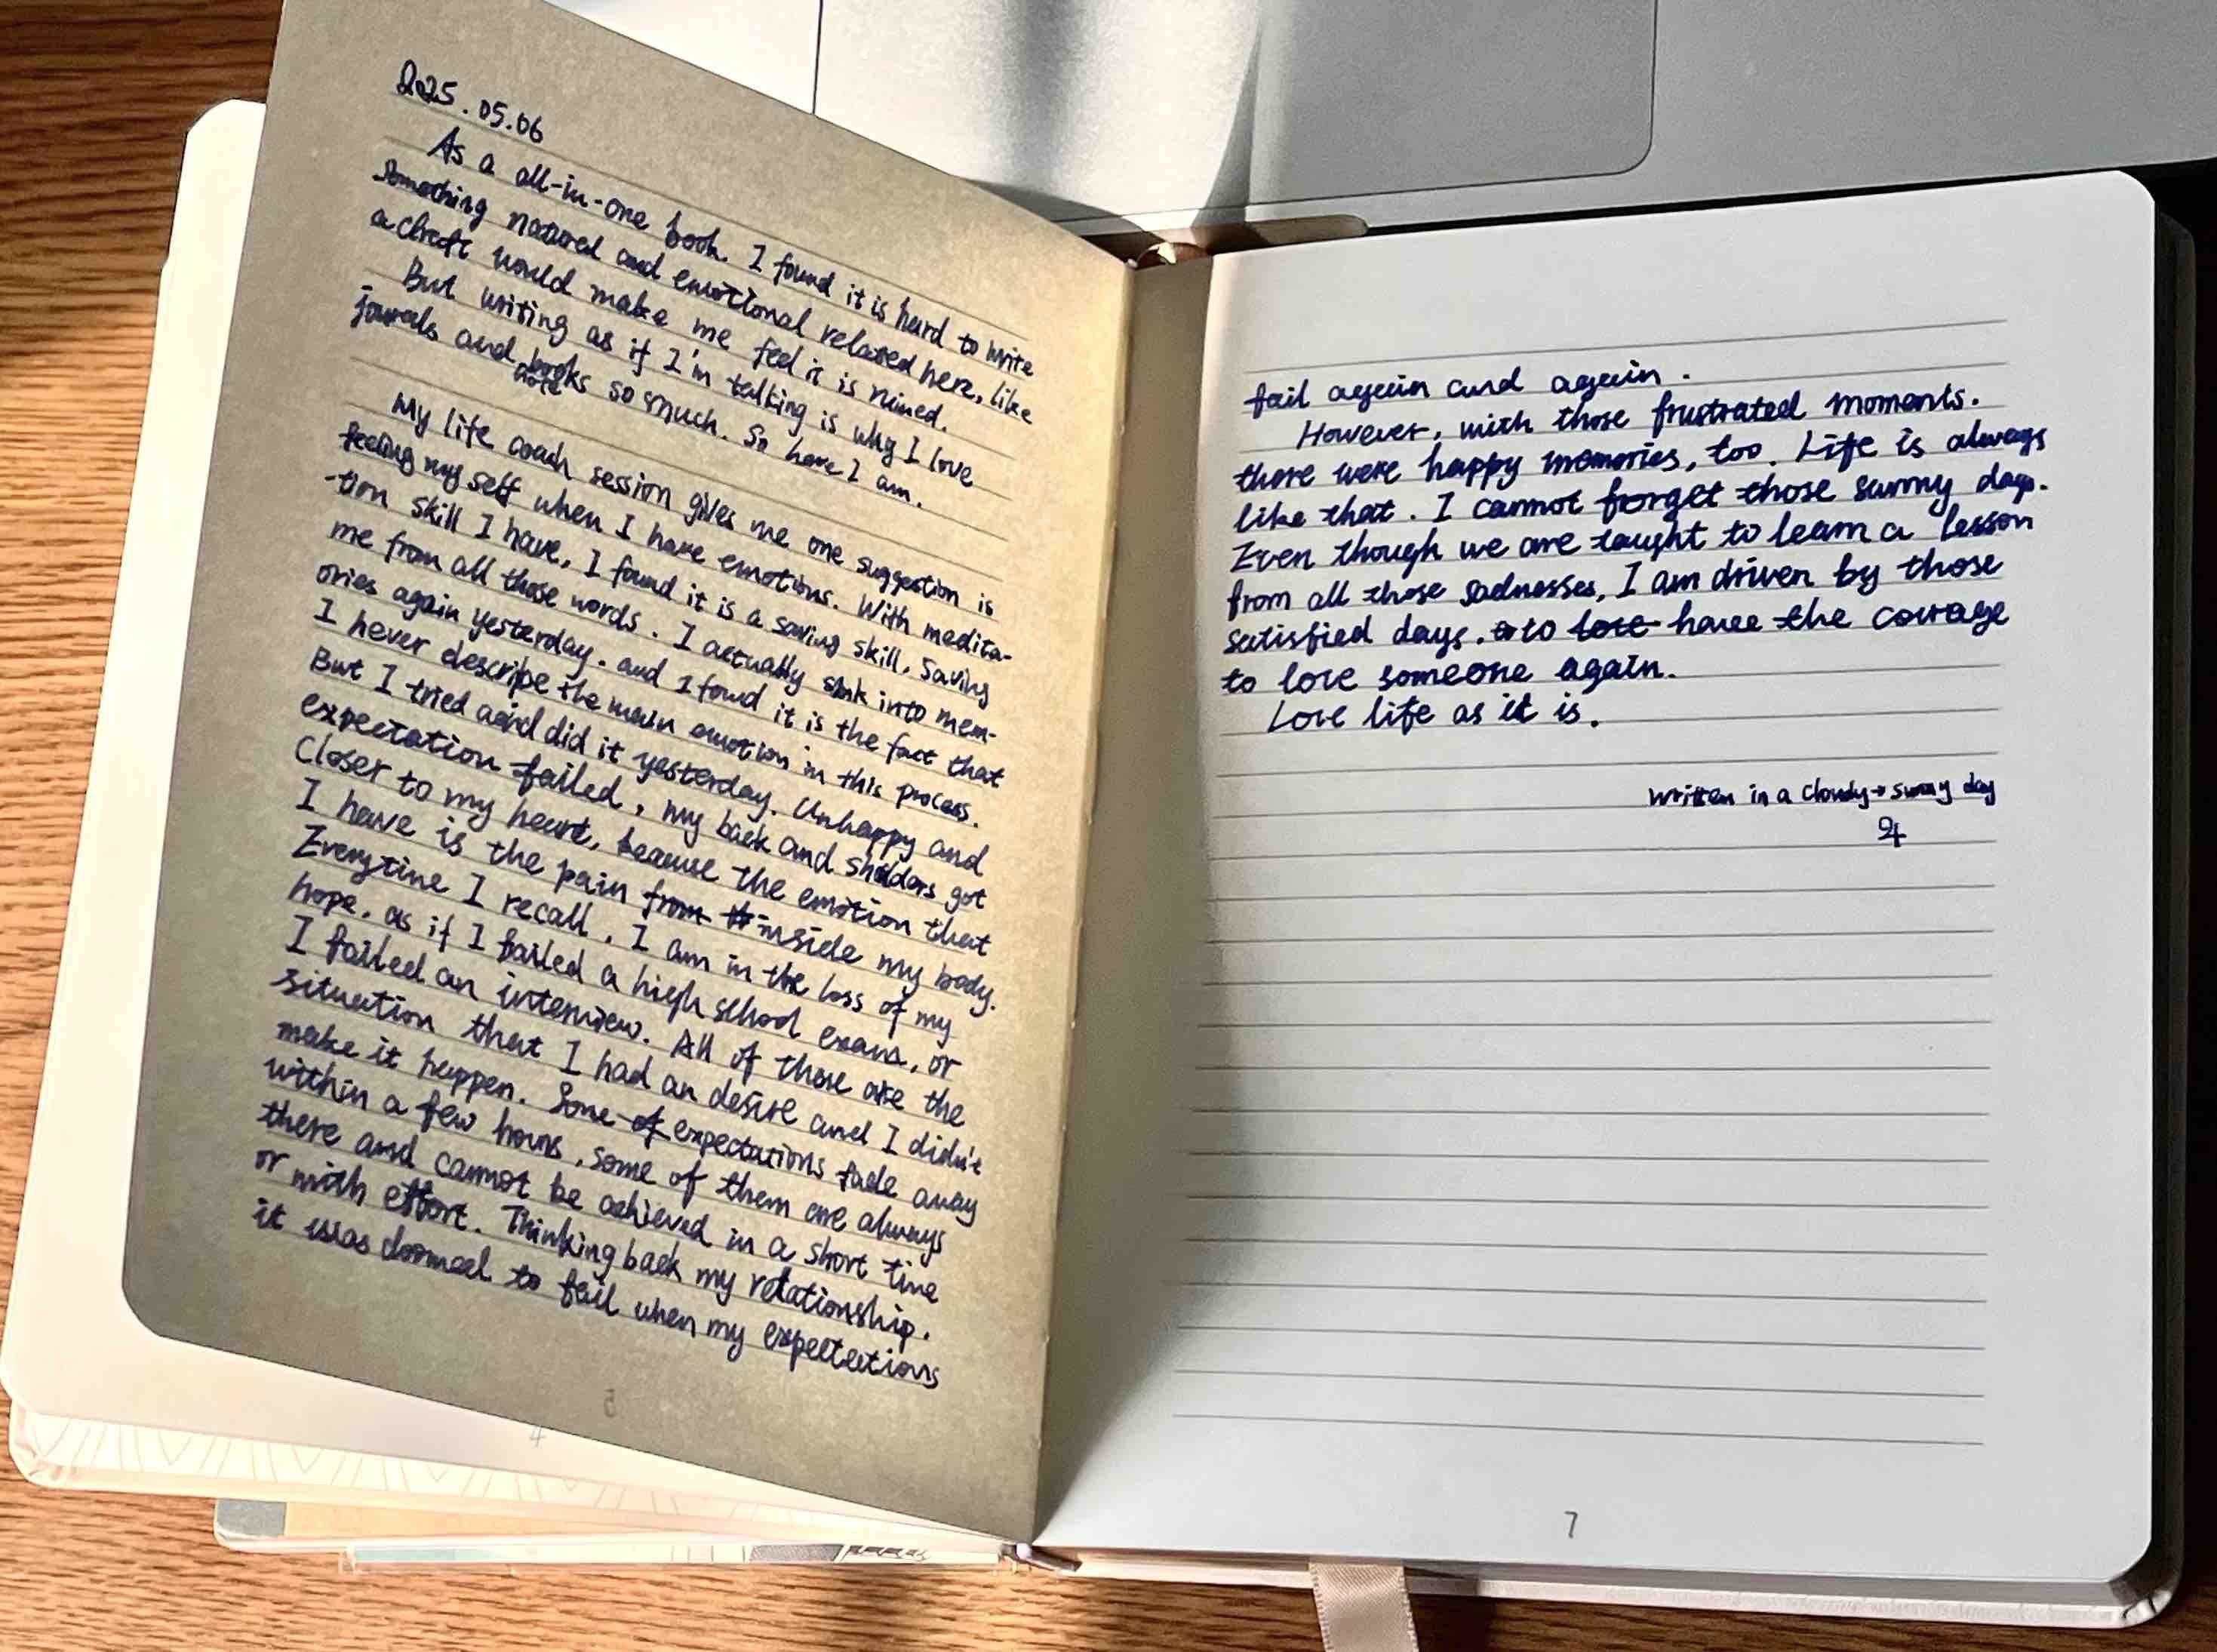 2025.05.06
As a all-in-one book. I found it is hard to write
something natural and emotional related here, like
a chraft would make me feel it is ruined.
But writing as if I'm talking is why I love
jourals and note books so much. So here I am.
My life coach session gives me one suggestion is
feeling my self when I have emotions. With medita-
-tion skill I have, I found it is a saving skill. Saving
me from all those words. I actually sink into mem-
ories again yesterday. and I found it is the fact that
I never describe the main emotion in this process.
But I tried and did it yesterday. Unhappy and
expectation failed, my back and sholders got
Closer to my heart, because the emotion that
I have is the pain from inside my body.
Everytime I recall, I am in the loss of my
hope, as if I failed a high school exam, or
I failed an interview. All of those are the
situation that I had an desire and I didn't
make it happen. Some of expectations fade away
within a few hours, some of them are always
there and cannot be achieved in a short time
or with effort. Thinking back my relationship.
it was doomed to fail when my expectations
5
4
fail again and again.
However, with those frustrated moments.
there were happy memories, too. Life is always
like that. I cannot forget those sunny days.
Even though we are taught to learn a lesson
from all those sadnesses, I am driven by those
satisfied days. to love have the courage
to love someone again.
Love life as it is.
Written in a cloudy → sunny day
7